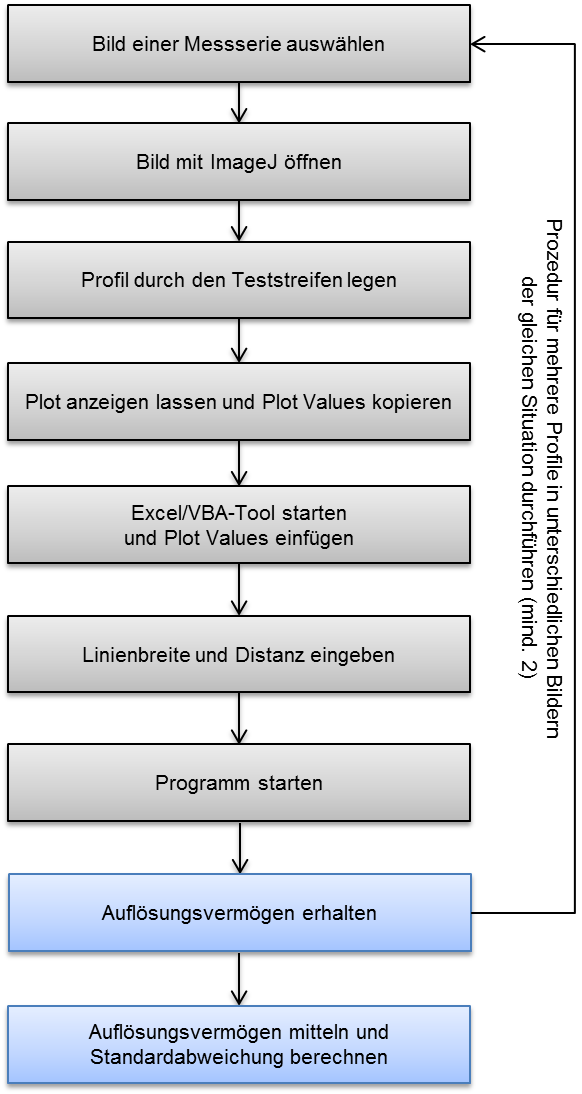 Bild einer Messserie auswählen
Bild mit ImageJ öffnen
Profil durch den Teststreifen legen
Plot anzeigen lassen und Plot Values kopieren
Excel/VBA-Tool starten
und Plot Values einfügen
Linienbreite und Distanz eingeben
Programm starten
Auflösungsvermögen erhalten
Auflösungsvermögen mitteln und
Standardabweichung berechnen
Prozedur für mehrere Profile in unterschiedlichen Bildern
der gleichen Situation durchführen (mind. 2)